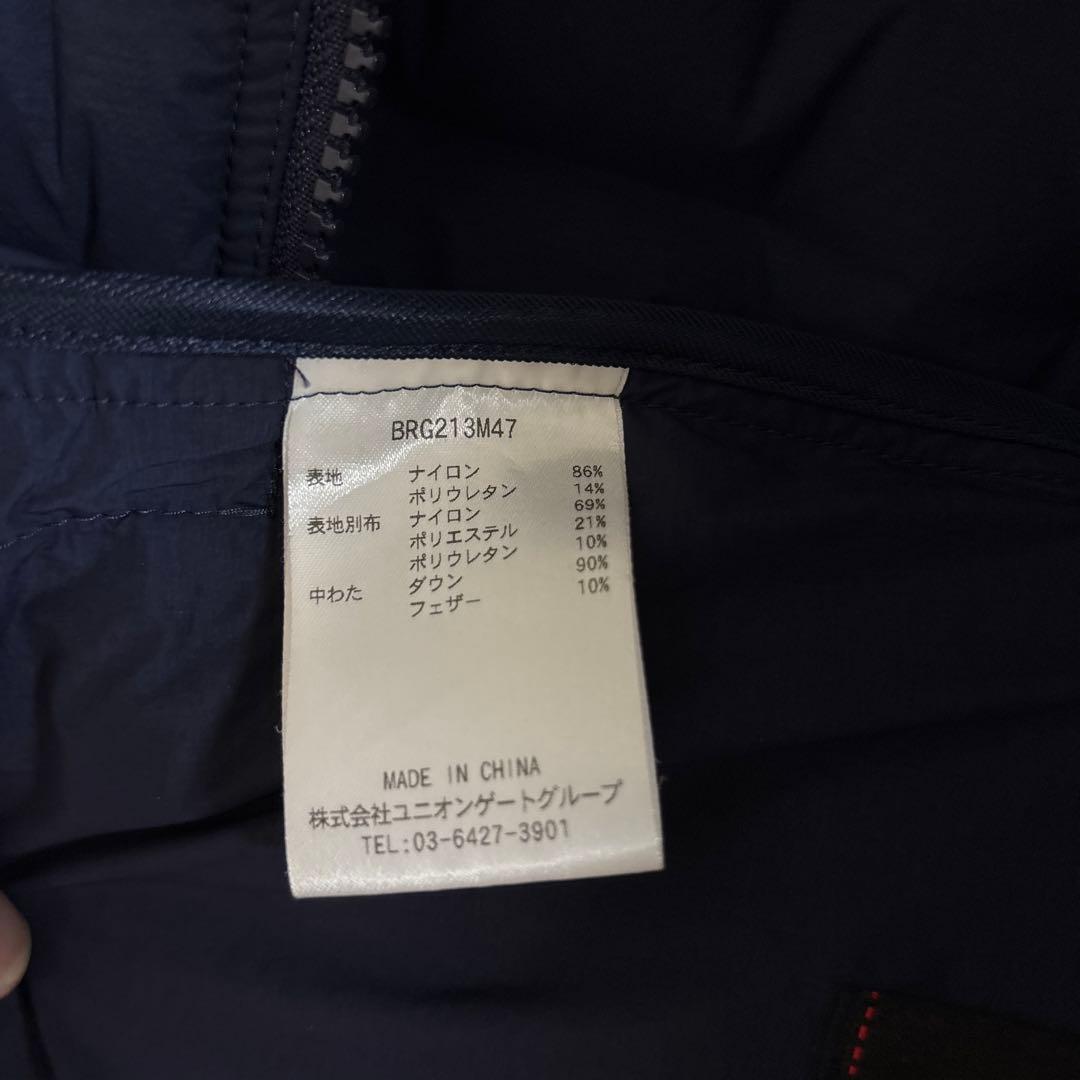 BRG213M47
表地 ナイロン 86%
ポリウレタン 14%
表地別布 ナイロン 69%
ポリエステル 21%
ポリウレタン 10%
中わた ダウン 90%
フェザー 10%
MADE IN CHINA
株式会社ユニオンゲートグループ
TEL:03-6427-3901